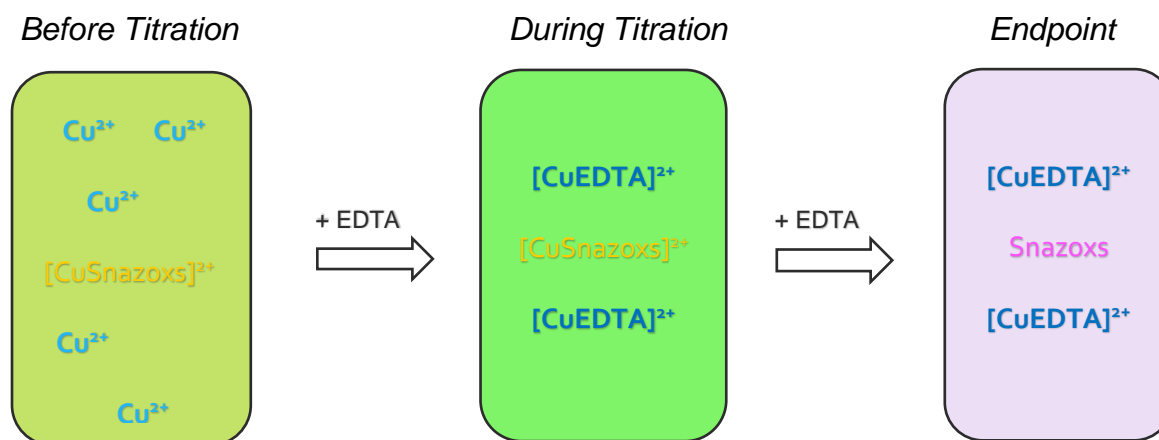 Before Titration
During Titration
Endpoint
Cu²⁺ Cu²⁺
Cu²⁺
[CuSnazoxs]²⁺
Cu²⁺
Cu²⁺
+ EDTA
[CuEDTA]²⁺
[CuSnazoxs]²⁺
[CuEDTA]²⁺
+ EDTA
[CuEDTA]²⁺
Snazoxs
[CuEDTA]²⁺